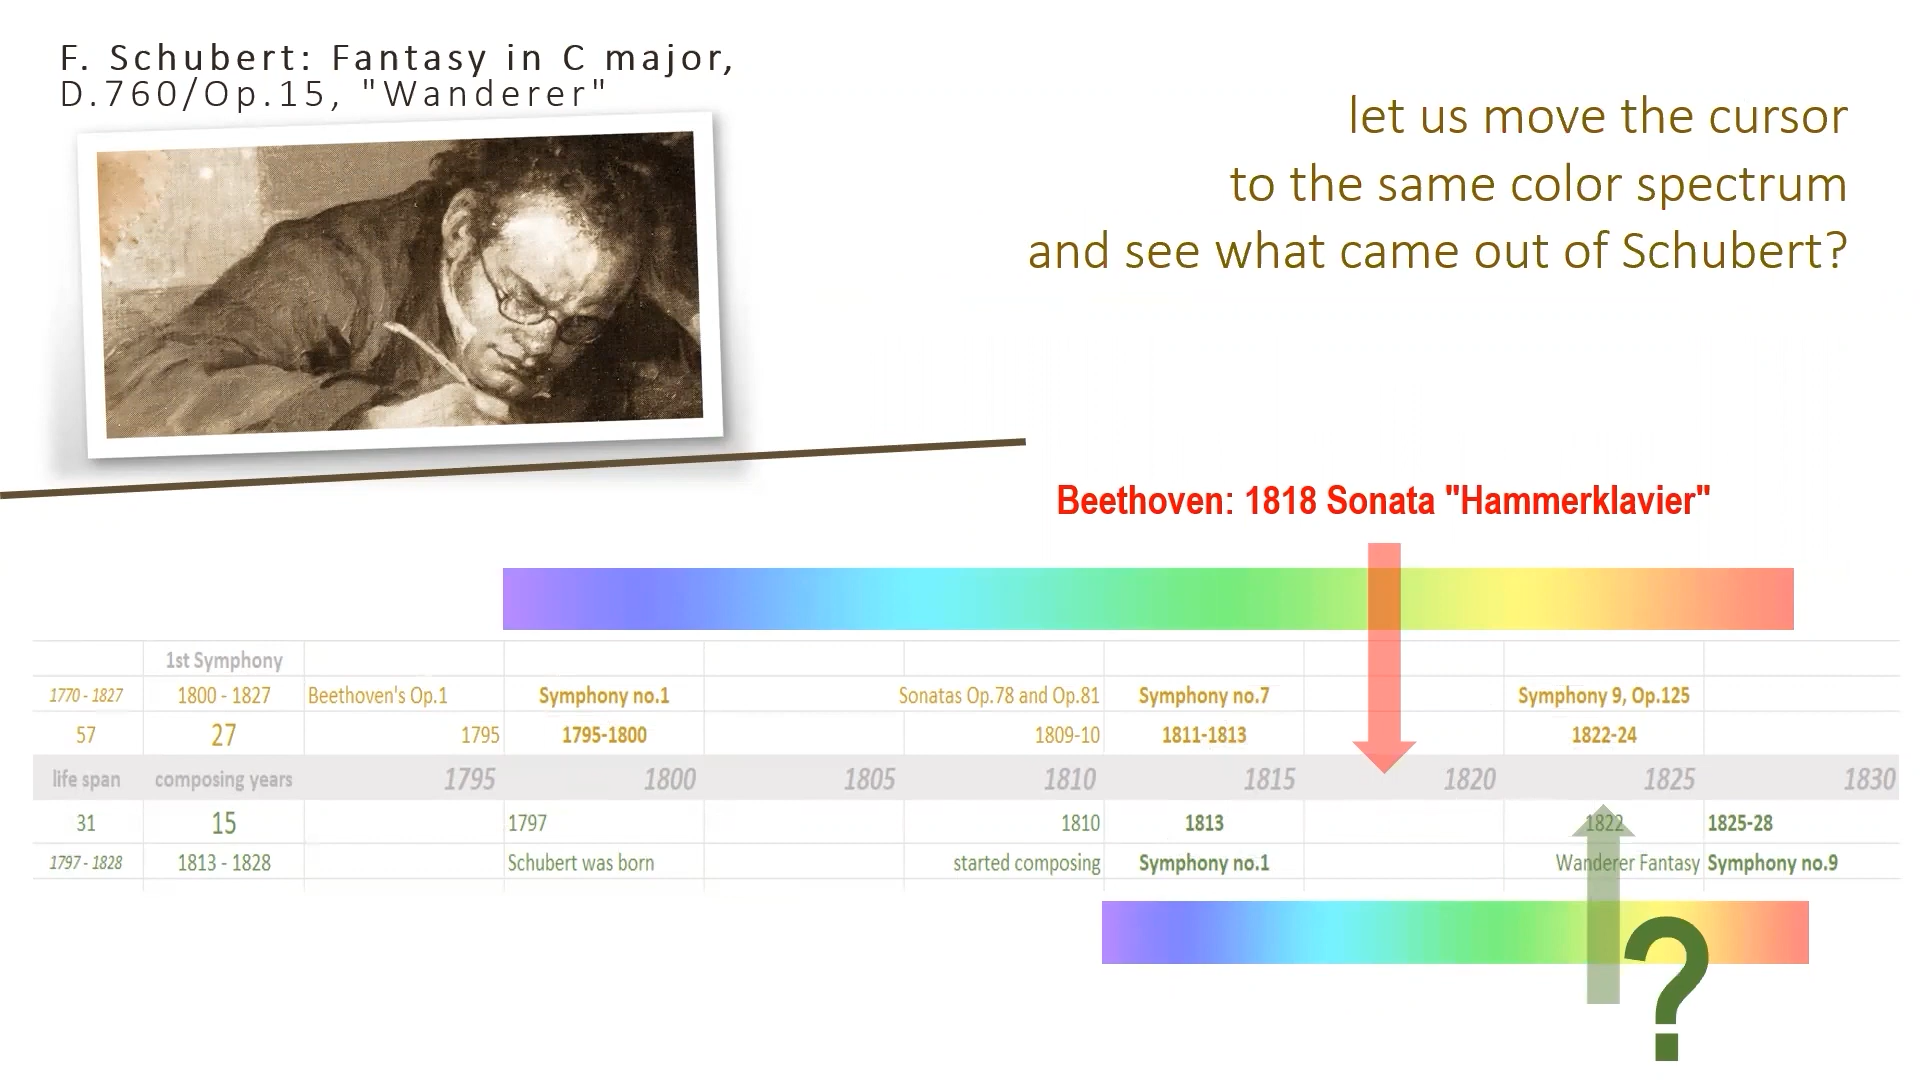 F. Schubert: Fantasy in C major,
D.760/Op.15, "Wanderer"
let us move the cursor
to the same color spectrum
and see what came out of Schubert?
Beethoven: 1818 Sonata "Hammerklavier"
1st Symphony
1770 - 1827 1800 - 1827 Beethoven's Op.1 Symphony no.1 Sonatas Op.78 and Op.81 Symphony no.7 Symphony 9, Op.125
57 27 1795 1795-1800 1809-10 1811-1813 1822-24
life span composing years 1795 1800 1805 1810 1815 1820 1825 1830
31 15 1797 1810 1813 1822 1825-28
1797 - 1828 1813 - 1828 Schubert was born started composing Symphony no.1 Wanderer Fantasy Symphony no.9
?